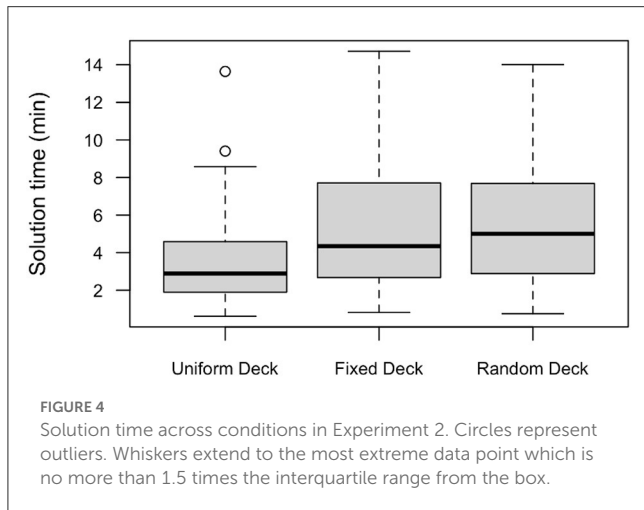 Solution time (min)
14
12
10
8
6
4
2
Uniform Deck Fixed Deck Random Deck
FIGURE 4
Solution time across conditions in Experiment 2. Circles represent
outliers. Whiskers extend to the most extreme data point which is
no more than 1.5 times the interquartile range from the box.